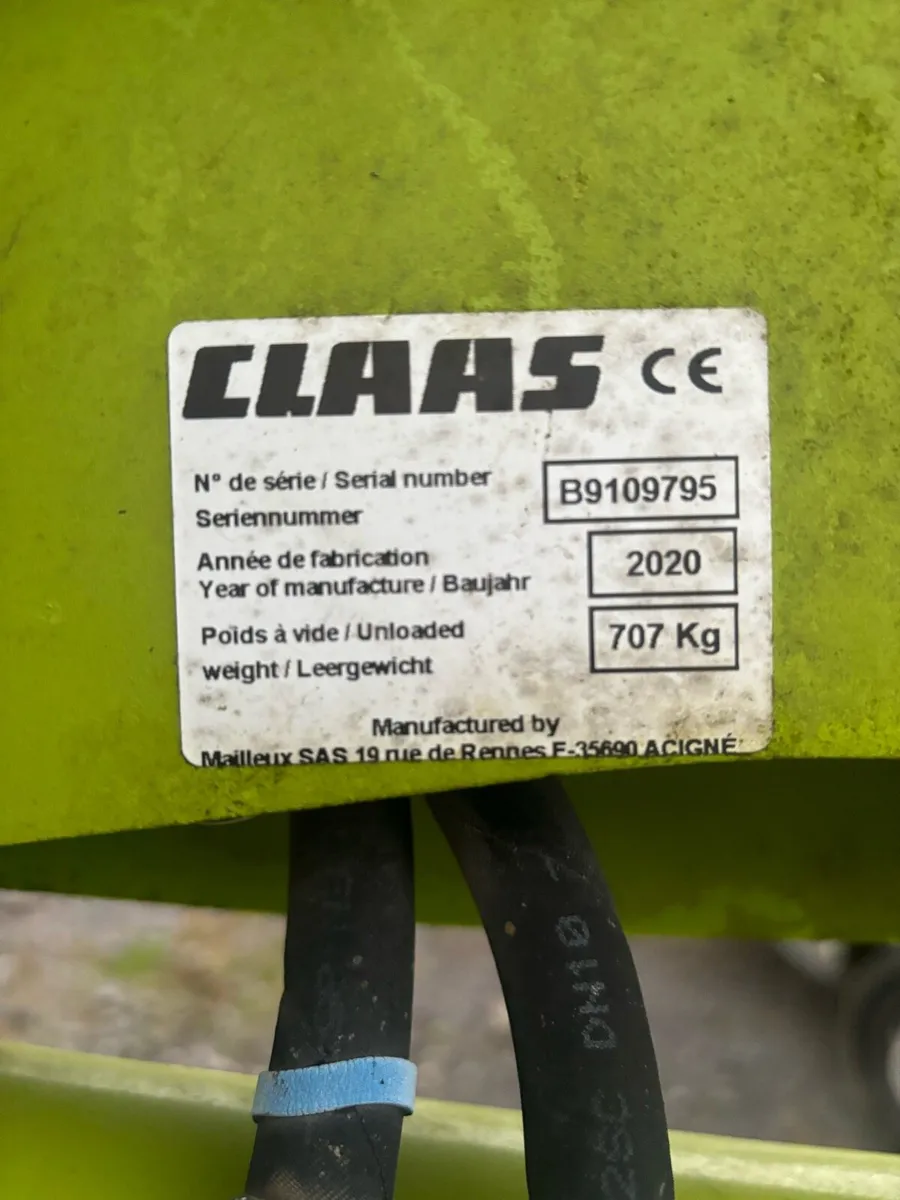 CLAAS CE
N° de série / Serial number
Seriennummer
B9109795
Année de fabrication
Year of manufacture / Baujahr
2020
Poids à vide / Unloaded
weight / Leergewicht
707 Kg
Manufactured by
Mailleux SAS 19 rue de Rennes F-35690 ACIGNÉ
DN10
2SC